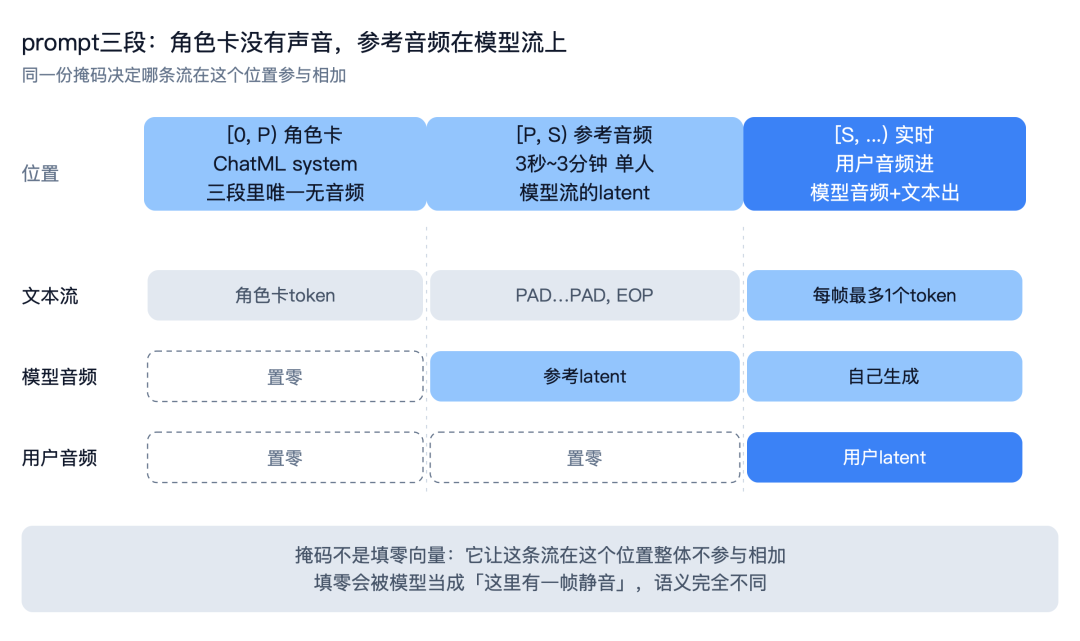 prompt三段：角色卡没有声音，参考音频在模型流上
同一份掩码决定哪条流在这个位置参与相加
位置
[0, P) 角色卡
ChatML system
三段里唯一无音频
[P, S) 参考音频
3秒~3分钟 单人
模型流的latent
[S, ...) 实时
用户音频进
模型音频+文本出
文本流
角色卡token
PAD...PAD, EOP
每帧最多1个token
模型音频
置零
参考latent
自己生成
用户音频
置零
置零
用户latent
掩码不是填零向量：它让这条流在这个位置整体不参与相加
填零会被模型当成「这里有一帧静音」，语义完全不同